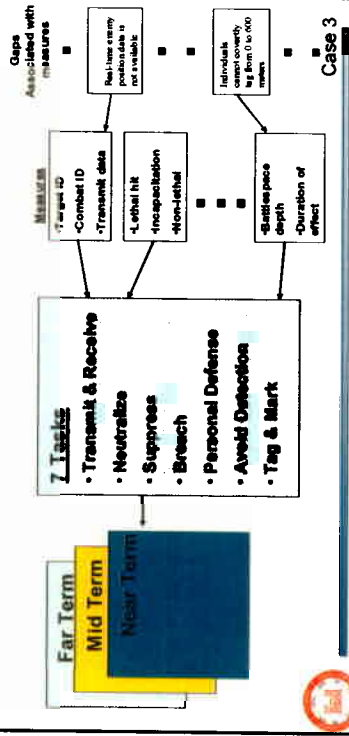 Far Term
Mid Term
Near Term
7 Tasks
• Transmit & Receive
• Neutralize
• Suppress
• Breach
• Personal Defense
• Avoid Detection
• Tag & Mark
Measures
•Target ID
•Combat ID
•Transmit data
•Lethal hit
•Incapacitation
•Non-lethal
•Battlespace
depth
•Duration of
effect
Gaps
Associated with
measures
Real-time enemy
position data is
not available
Individuals
cannot covertly
tag from 0 to 600
meters
Case 3